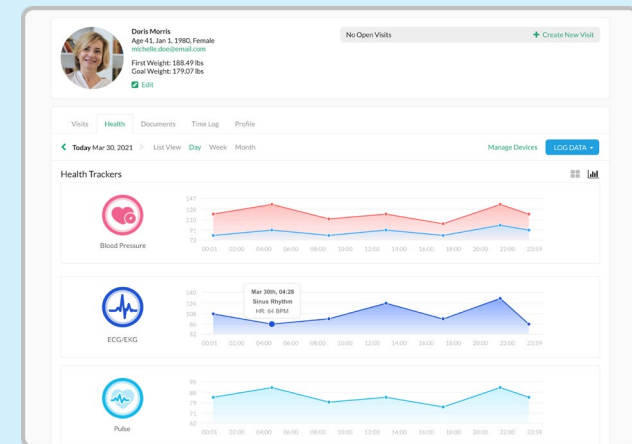 Doris Morris
Age 41, Jan 1, 1980, Female
michelle.doe@email.com
First Weight: 188.49 lbs
Goal Weight: 179.07 lbs
Edit
No Open Visits + Create New Visit
Visits Health Documents Time Log Profile
Today Mar 30, 2021 List View Day Week Month Manage Devices LOG DATA
Health Trackers
147
128
110
91
72
00:01 02:00 04:00 06:00 08:00 10:00 12:00 14:00 16:00 18:00 20:00 22:00 23:59
Blood Pressure
Mar 30th, 04:28
Sinus Rhythm
HR: 84 BPM
140
124
108
52
00:01 02:00 04:00 06:00 08:00 10:00 12:00 14:00 16:00 18:00 20:00 22:00 23:59
ECG/EKG
96
88
79
71
62
00:01 02:00 04:00 06:00 08:00 10:00 12:00 14:00 16:00 18:00 20:00 22:00 23:59
Pulse